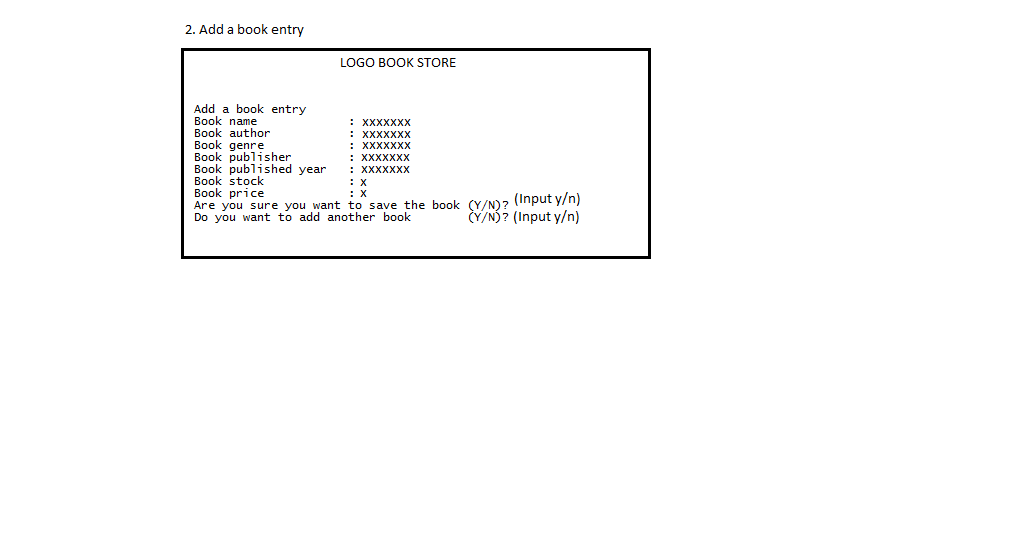 2. Add a book entry
LOGO BOOK STORE
Add a book entry
Book name : xxxxxxx
Book author : xxxxxxx
Book genre : xxxxxxx
Book publisher : xxxxxxx
Book published year : xxxxxxx
Book stock : x
Book price : x
Are you sure you want to save the book (Y/N)? (Input y/n)
Do you want to add another book (Y/N)? (Input y/n)